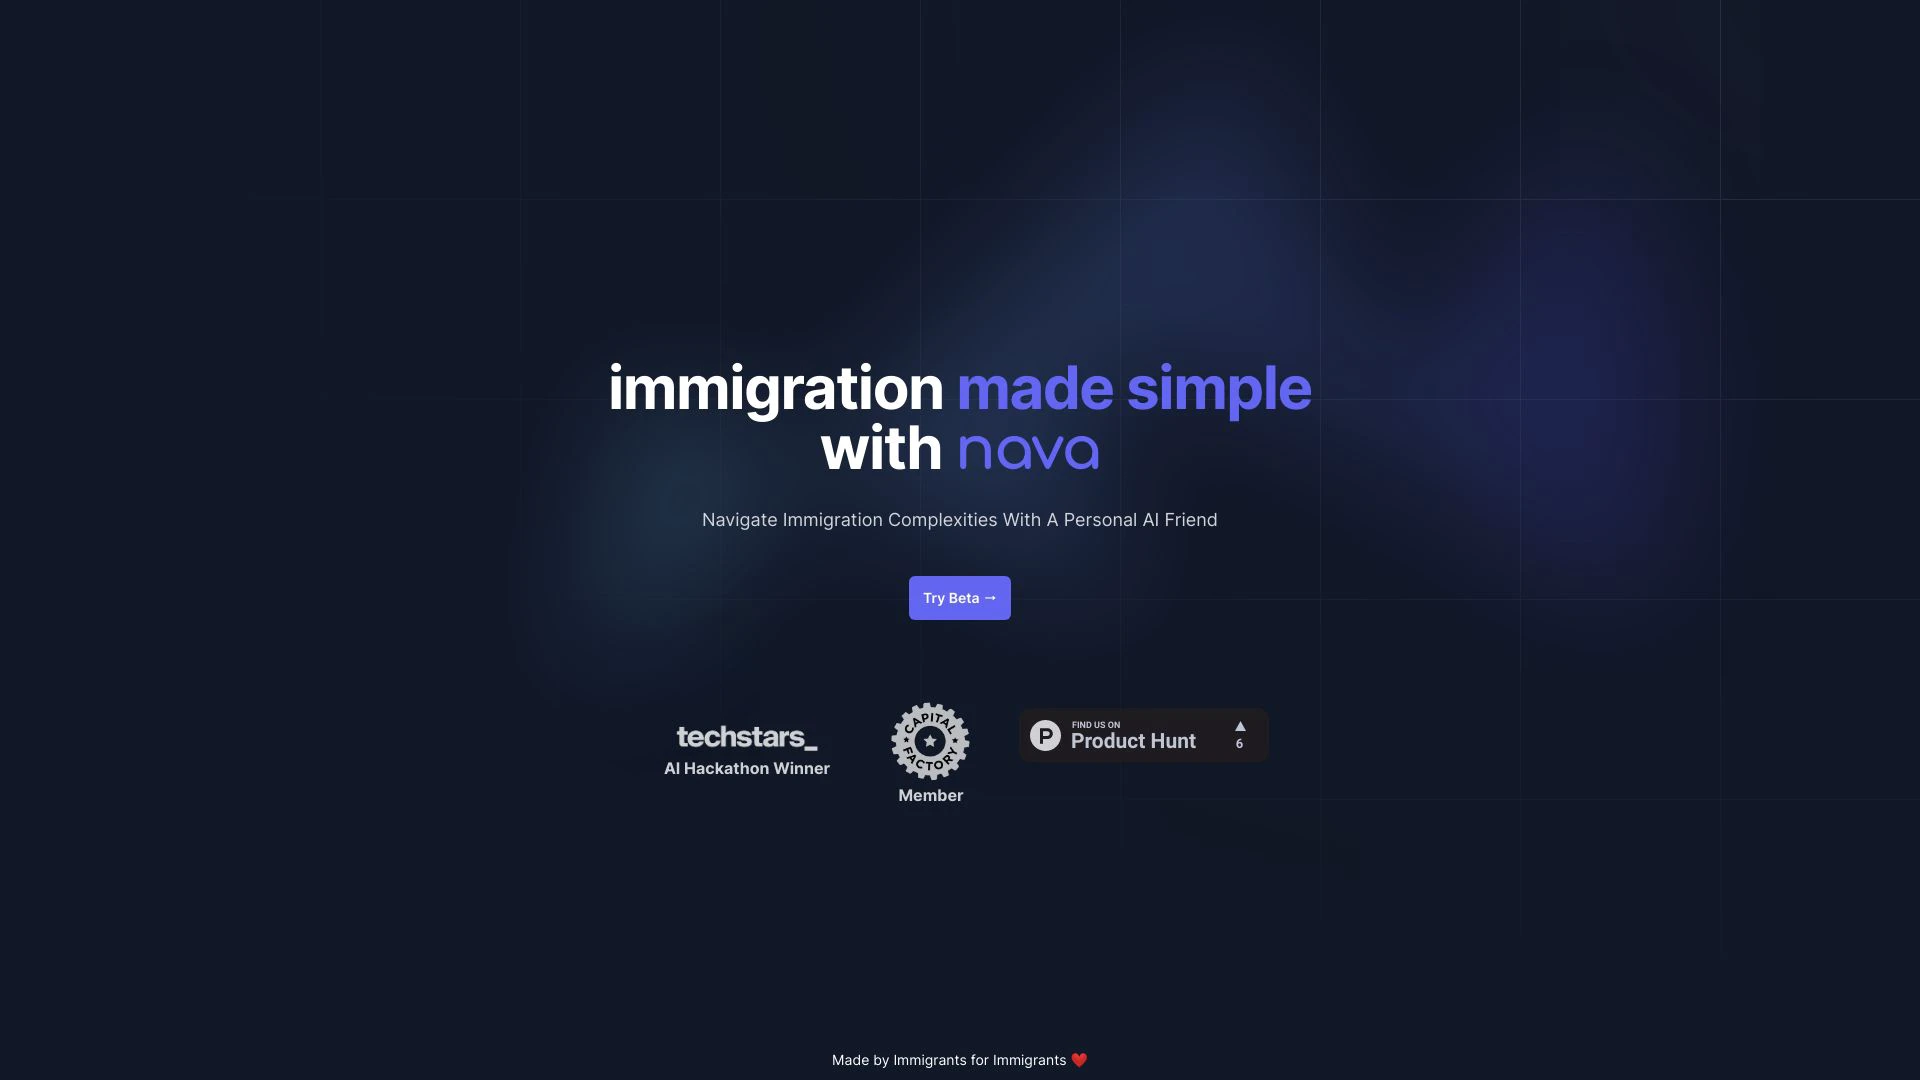 immigration made simple
with nava
Navigate Immigration Complexities With A Personal AI Friend
Try Beta →
techstars_
AI Hackathon Winner
CAPITAL
FACTORY
Member
P
FIND US ON
Product Hunt
▲
6
Made by Immigrants for Immigrants ❤️